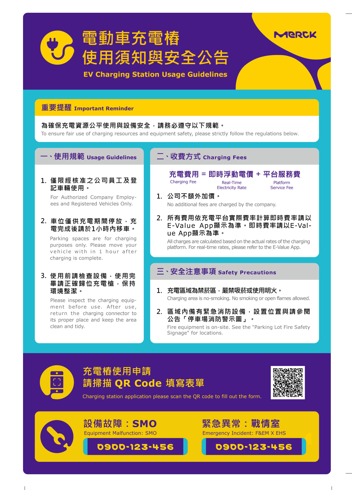 電動車充電樁
使用須知與安全公告
EV Charging Station Usage Guidelines
MERCK
重要提醒 Important Reminder
為確保充電資源公平使用與設備安全，請務必遵守以下規範。
To ensure fair use of charging resources and equipment safety, please strictly follow the regulations below.
一、使用規範 Usage Guidelines
1. 僅限經核准之公司員工及登
記車輛使用。
For Authorized Company Employ-
ees and Registered Vehicles Only.
2. 車位僅供充電期間停放，充
電完成後請於1小時內移車。
Parking spaces are for charging
purposes only. Please move your
vehicle with in 1 hour after
charging is complete.
3. 使用前請檢查設備，使用完
畢請正確歸位充電槍，保持
環境整潔。
Please inspect the charging equip-
ment before use. After use,
return the charging connector to
its proper place and keep the area
clean and tidy.
二、收費方式 Charging Fees
充電費用 = 即時浮動電價 + 平台服務費
Charging Fee Real-Time Platform
Electricity Rate Service Fee
1. 公司不額外加價。
No additional fees are charged by the company.
2. 所有費用依充電平台實際費率計算即時費率請以
E-Value App顯示為準。即時費率請以E-Val-
ue App顯示為準。
All charges are calculated based on the actual rates of the charging
platform. For real-time rates, please refer to the E-Value App.
三、安全注意事項 Safety Precautions
1. 充電區域為禁菸區，嚴禁吸菸或使用明火。
Charging area is no-smoking. No smoking or open flames allowed.
2. 區域內備有緊急消防設備，設置位置與請參閱
公告「停車場消防警示圖」。
Fire equipment is on-site. See the "Parking Lot Fire Safety
Signage" for locations.
充電樁使用申請
請掃描 QR Code 填寫表單
Charging station application please scan the QR code to fill out the form.
設備故障：SMO
Equipment Malfunction: SMO
0900-123-456
緊急異常：戰情室
Emergency Incident: F&EM X EHS
0900-123-456